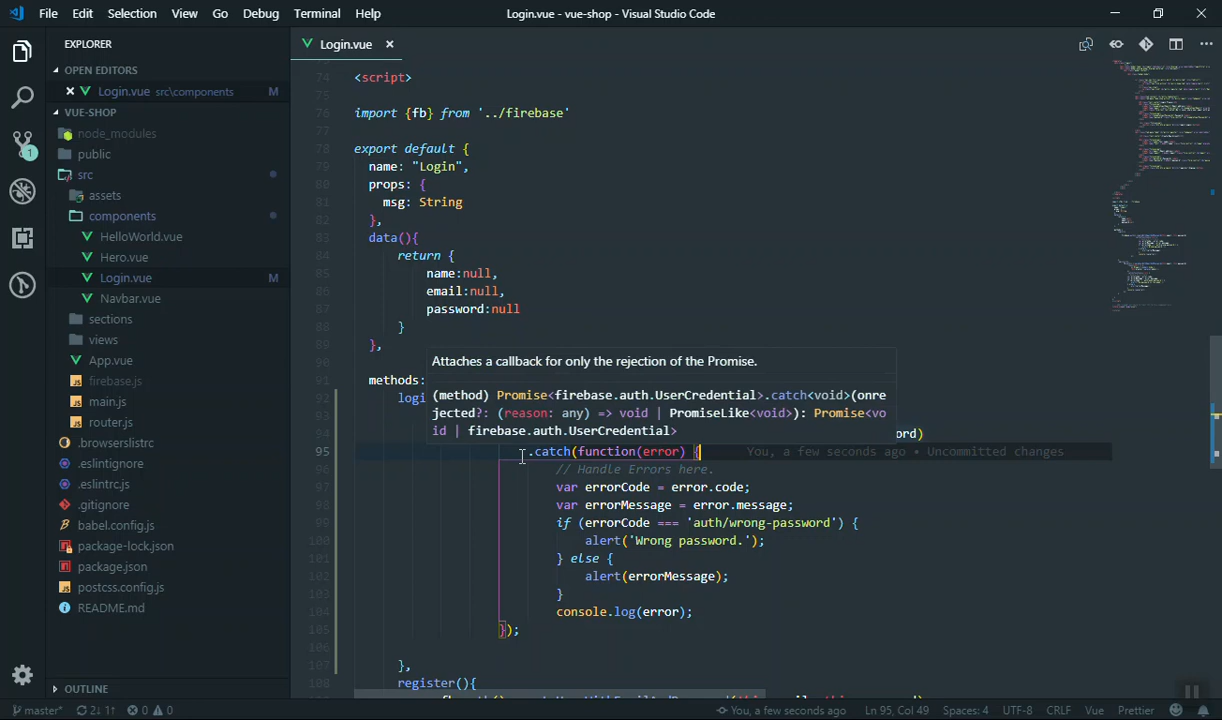 File Edit Selection View Go Debug Terminal Help Login.vue - vue-shop - Visual Studio Code
EXPLORER
OPEN EDITORS
Login.vue src\components M
VUE-SHOP
node_modules
public
src
assets
components
HelloWorld.vue
Hero.vue
Login.vue M
Navbar.vue
sections
views
App.vue
firebase.js
main.js
router.js
.browserslistrc
.eslintignore
.eslintrc.js
.gitignore
babel.config.js
package-lock.json
package.json
postcss.config.js
README.md
OUTLINE
1
Login.vue
74 <script>
75
76 import {fb} from '../firebase'
77
78 export default {
79 name: "Login",
80 props: {
81 msg: String
82 },
83 data(){
84 return {
85 name:null,
86 email:null,
87 password:null
88 }
89 },
90
91 methods:
92 logi
Attaches a callback for only the rejection of the Promise.
(method) Promise<firebase.auth.UserCredential>.catch<void>(onre
jected?: (reason: any) => void | PromiseLike<void>): Promise<vo
id | firebase.auth.UserCredential>
94 ord)
95 .catch(function(error) { You, a few seconds ago • Uncommitted changes
96 // Handle Errors here.
97 var errorCode = error.code;
98 var errorMessage = error.message;
99 if (errorCode === 'auth/wrong-password') {
100 alert('Wrong password.');
101 } else {
102 alert(errorMessage);
103 }
104 console.log(error);
105 });
106
107 },
108 register(){
master* 2↓ 1↑ 0 0 You, a few seconds ago Ln 95, Col 49 Spaces: 4 UTF-8 CRLF Vue Prettier